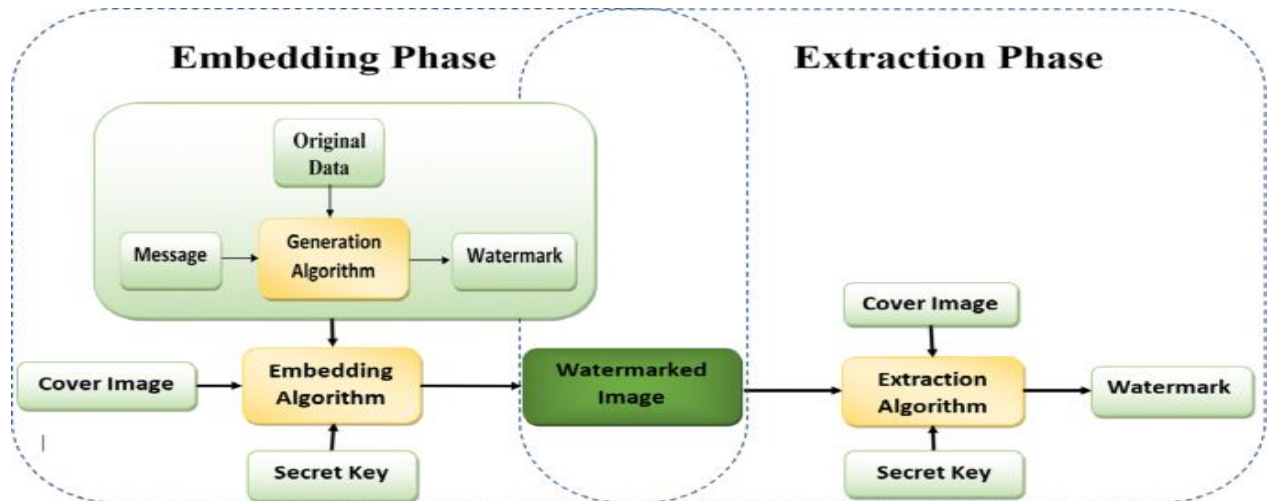 Embedding Phase
Extraction Phase
Original
Data
Message
Generation
Algorithm
Watermark
Cover Image
Embedding
Algorithm
Secret Key
Watermarked
Image
Cover Image
Extraction
Algorithm
Secret Key
Watermark